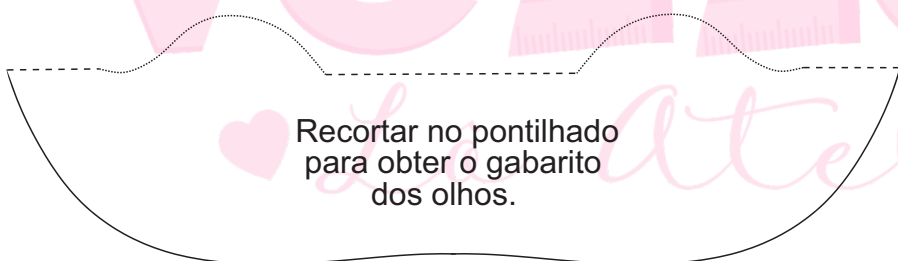 Recortar no pontilhado
para obter o gabarito
dos olhos.